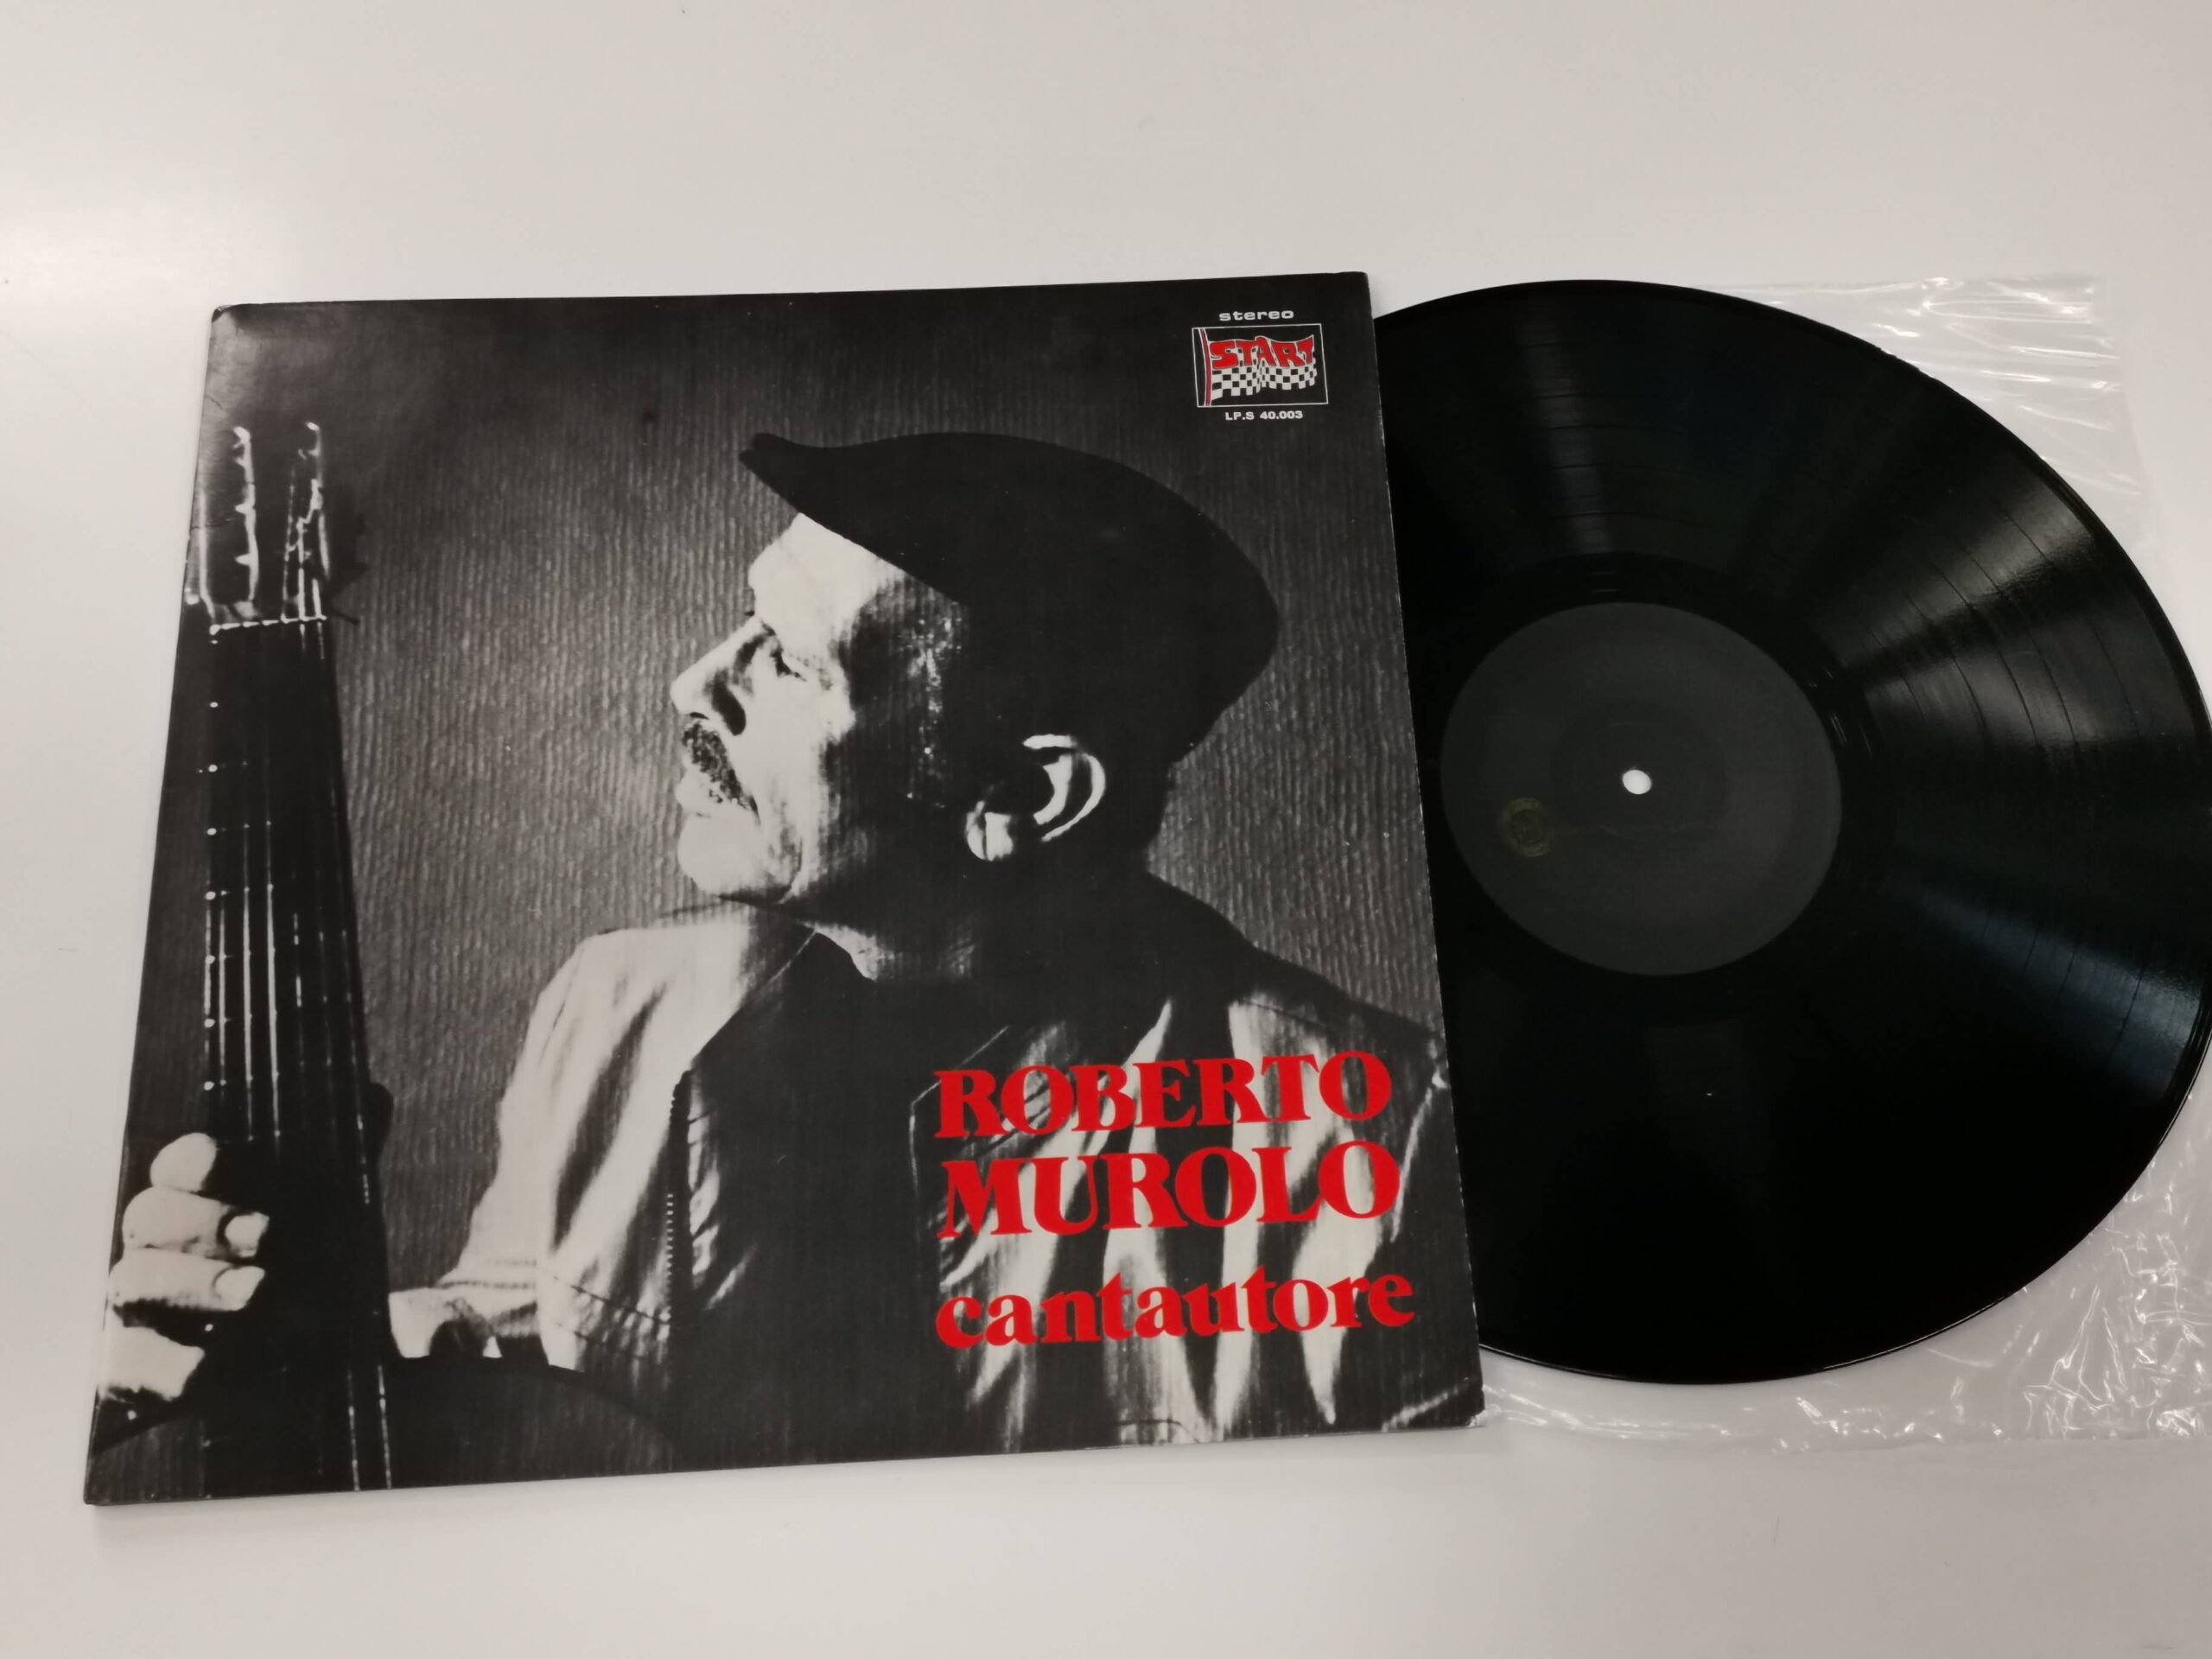 stereo
START
LP.S 40.003
ROBERTO
MUROLO
cantautore